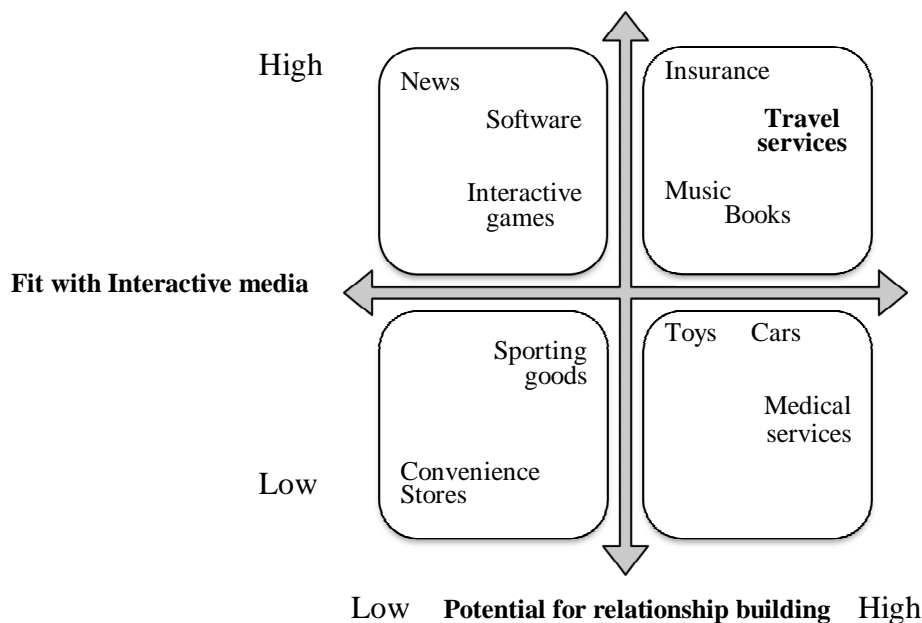 High
News
Software
Interactive
games
Insurance
Travel
services
Music
Books
Fit with Interactive media
Sporting
goods
Convenience
Stores
Toys Cars
Medical
services
Low
Low Potential for relationship building High